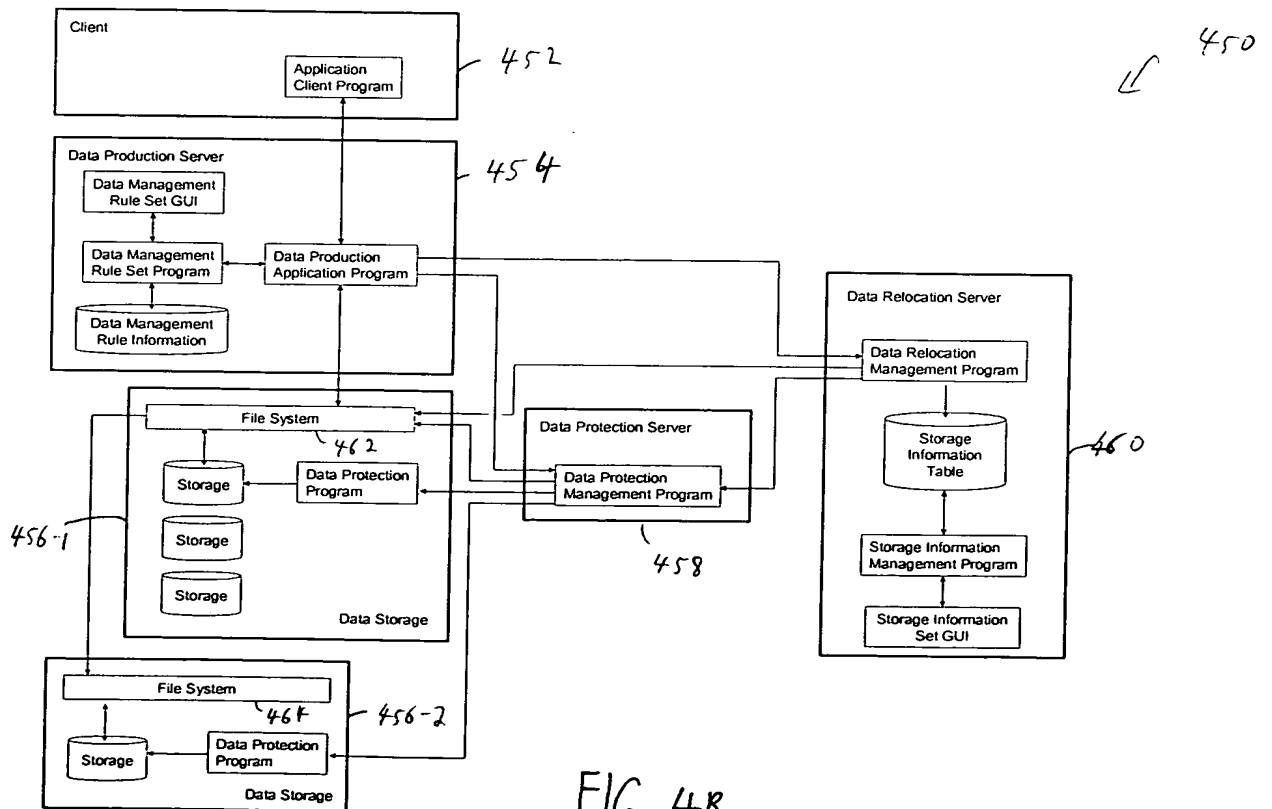 Client
Application
Client Program
452
450
Data Production Server
454
Data Management
Rule Set GUI
Data Management
Rule Set Program
Data Production
Application Program
Data Management
Rule Information
Data Relocation Server
Data Relocation
Management Program
Storage
Information
Table
460
Storage Information
Management Program
Storage Information
Set GUI
File System
462
Storage
Data Protection
Program
Storage
Storage
456-1
Data Storage
Data Protection Server
Data Protection
Management Program
458
File System
464
456-2
Storage
Data Protection
Program
Data Storage
FIG. 4B